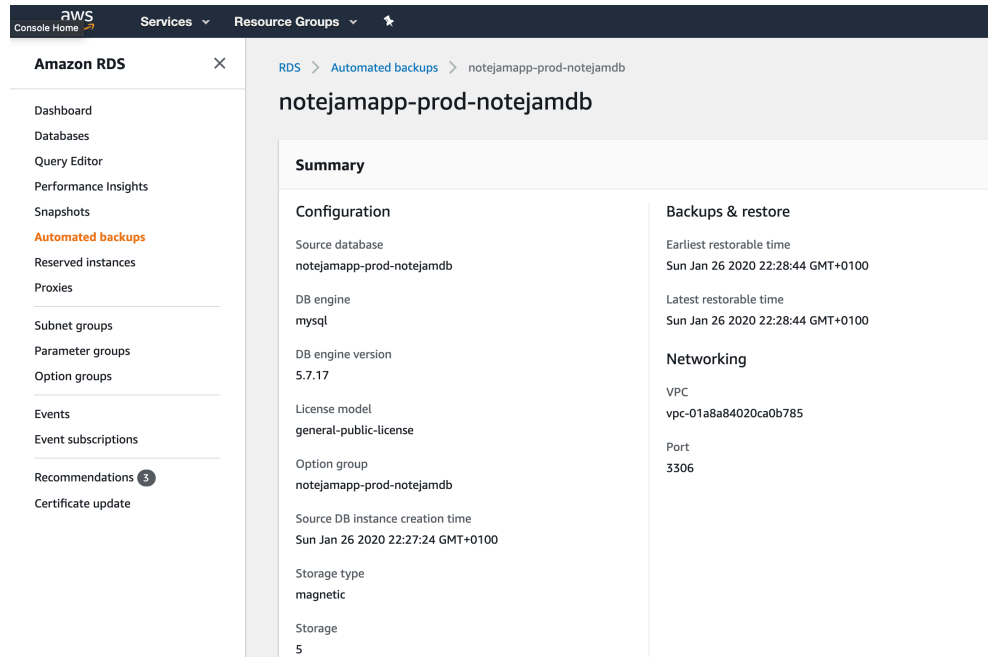 aws
Console Home
Services
Resource Groups
Amazon RDS
Dashboard
Databases
Query Editor
Performance Insights
Snapshots
Automated backups
Reserved instances
Proxies
Subnet groups
Parameter groups
Option groups
Events
Event subscriptions
Recommendations 3
Certificate update
RDS > Automated backups > notejamapp-prod-notejamdb
notejamapp-prod-notejamdb
Summary
Configuration
Source database
notejamapp-prod-notejamdb
DB engine
mysql
DB engine version
5.7.17
License model
general-public-license
Option group
notejamapp-prod-notejamdb
Source DB instance creation time
Sun Jan 26 2020 22:27:24 GMT+0100
Storage type
magnetic
Storage
5
Backups & restore
Earliest restorable time
Sun Jan 26 2020 22:28:44 GMT+0100
Latest restorable time
Sun Jan 26 2020 22:28:44 GMT+0100
Networking
VPC
vpc-01a8a84020ca0b785
Port
3306